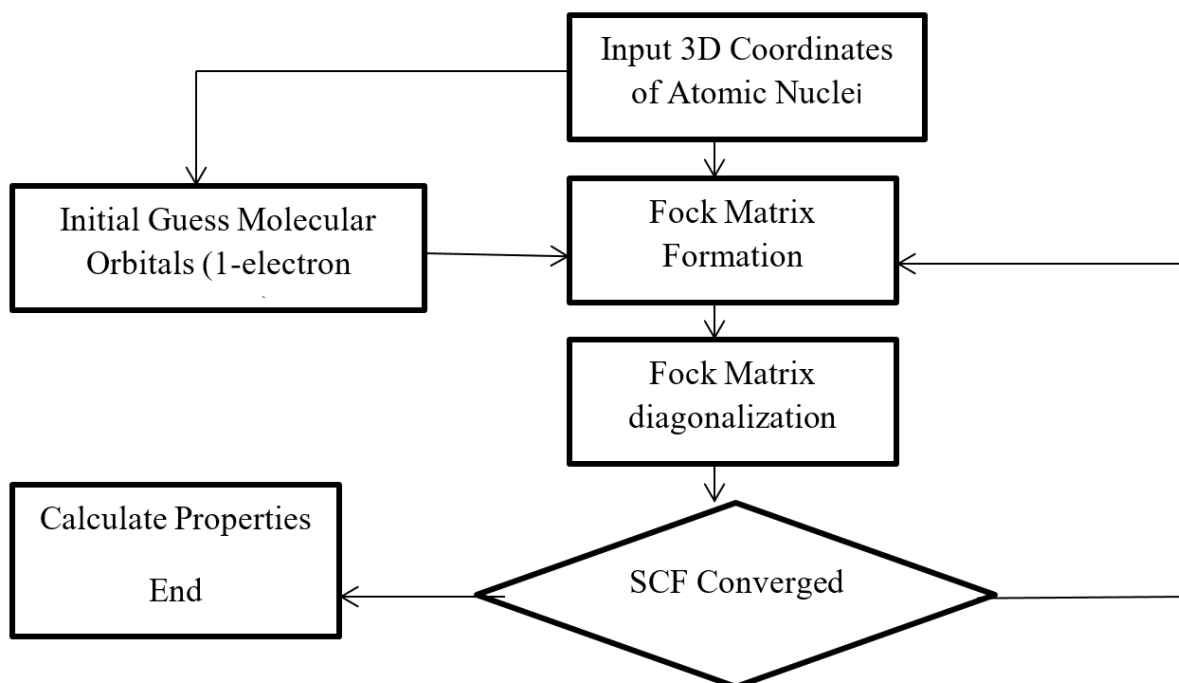 Input 3D Coordinates
of Atomic Nuclei
Initial Guess Molecular
Orbitals (1-electron
Fock Matrix
Formation
Fock Matrix
diagonalization
Calculate Properties
End
SCF Converged